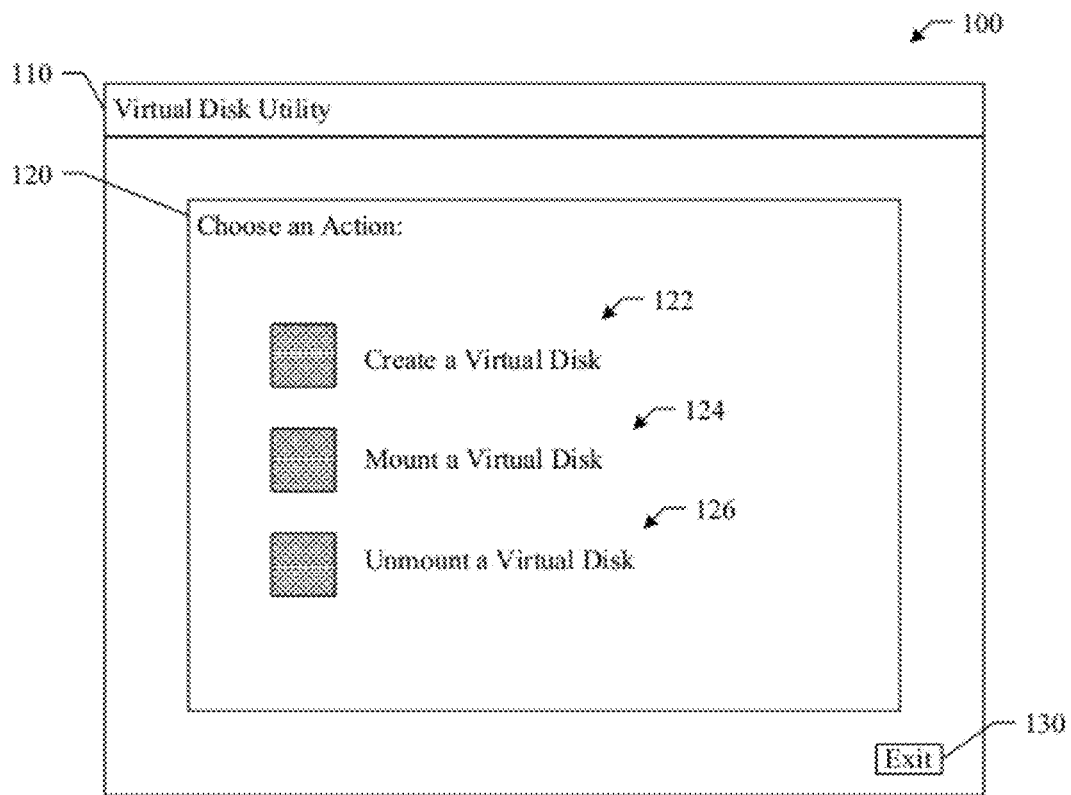 100
110
Virtual Disk Utility
120
Choose an Action:
122
Create a Virtual Disk
124
Mount a Virtual Disk
126
Unmount a Virtual Disk
130
Exit